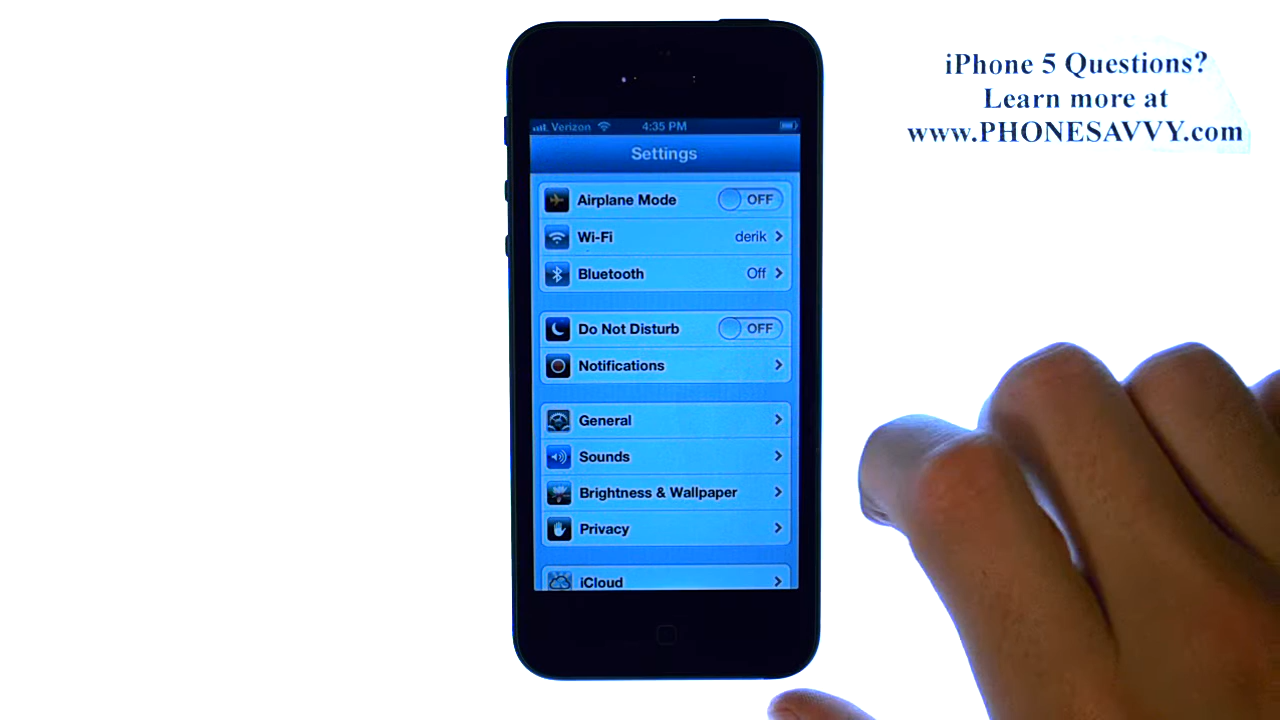 iPhone 5 Questions?
Learn more at
www.PHONESAVVY.com
Verizon 4:35 PM
Settings
Airplane Mode OFF
Wi-Fi derik
Bluetooth Off
Do Not Disturb OFF
Notifications
General
Sounds
Brightness & Wallpaper
Privacy
iCloud